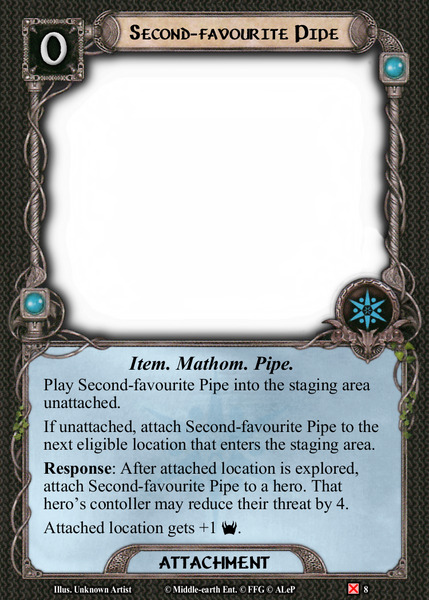 0
SECOND-FAVOURITE PIPE
Item. Mathom. Pipe.
Play Second-favourite Pipe into the staging area
unattached.
If unattached, attach Second-favourite Pipe to the
next eligible location that enters the staging area.
Response: After attached location is explored,
attach Second-favourite Pipe to a hero. That
hero's contoller may reduce their threat by 4.
Attached location gets +1.
ATTACHMENT
Illus. Unknown Artist © Middle-earth Ent. © FFG © ALeP 8